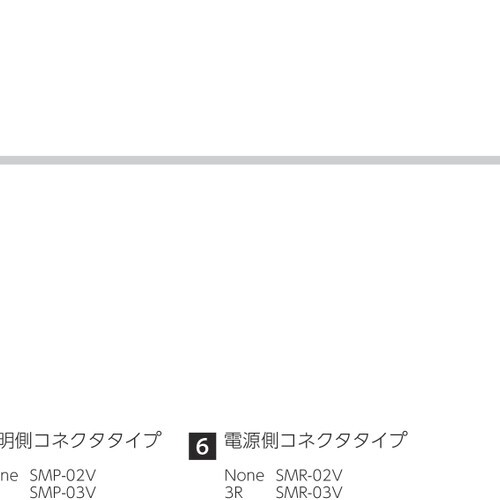 明側コネクタタイプ
6 電源側コネクタタイプ
ne SMP-02V
SMP-03V
None SMR-02V
3R SMR-03V